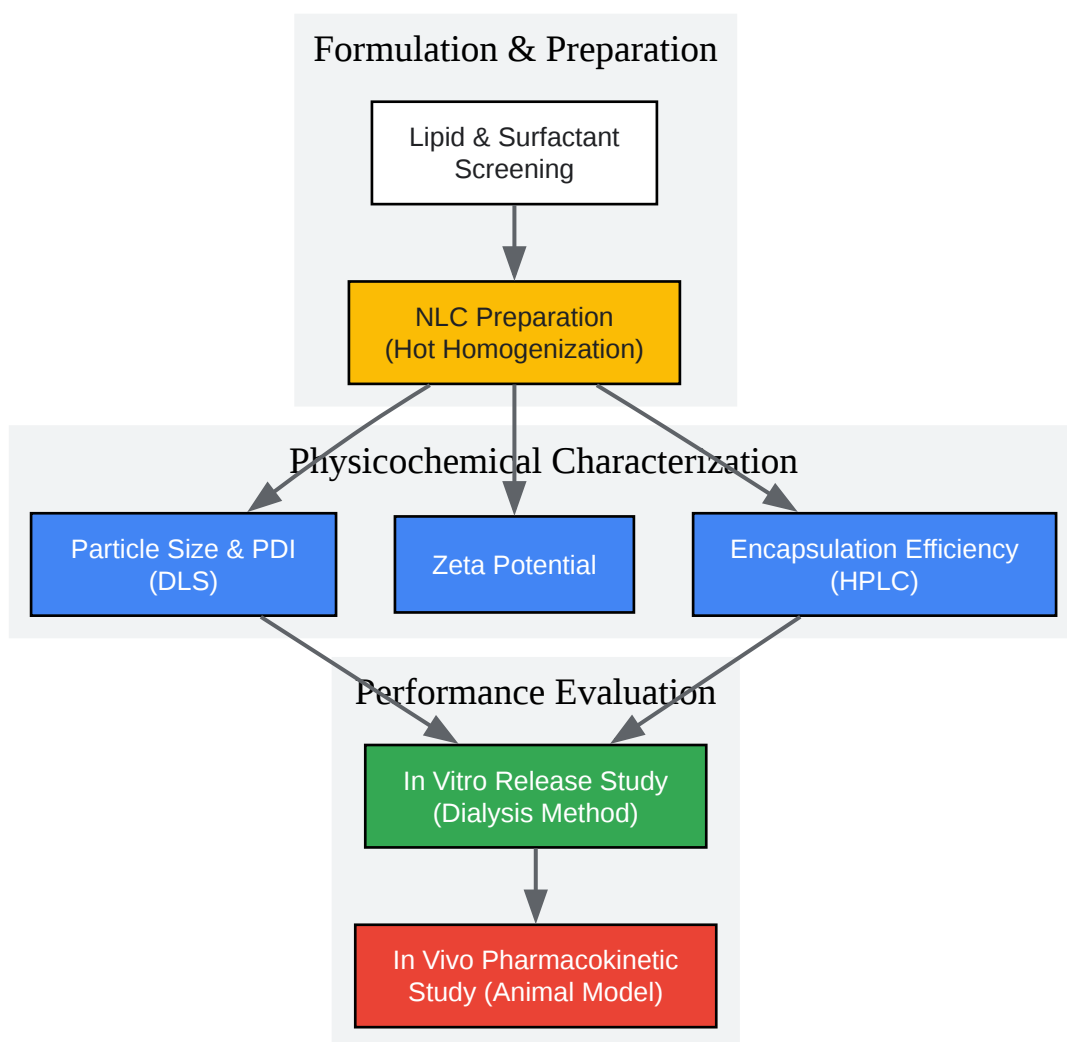 Formulation & Preparation
Lipid & Surfactant
Screening
NLC Preparation
(Hot Homogenization)
Physicochemical Characterization
Particle Size & PDI
(DLS)
Zeta Potential
Encapsulation Efficiency
(HPLC)
Performance Evaluation
In Vitro Release Study
(Dialysis Method)
In Vivo Pharmacokinetic
Study (Animal Model)